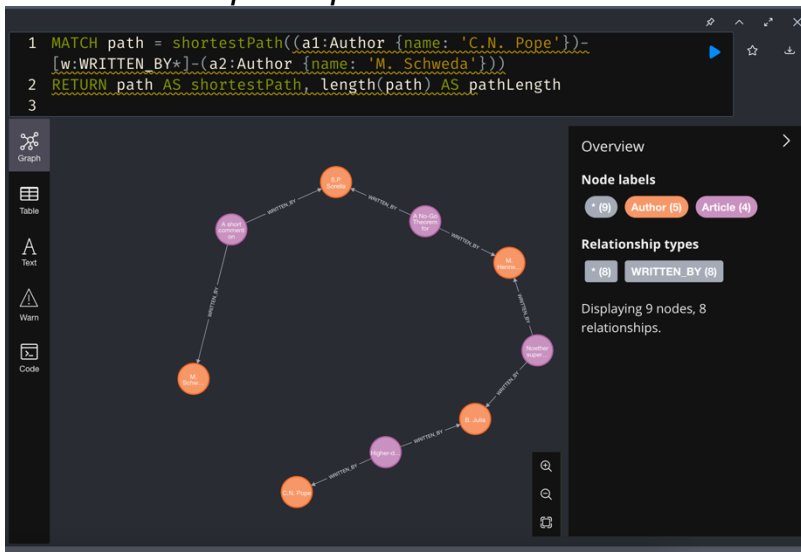 1 MATCH path = shortestPath((a1:Author {name: 'C.N. Pope'})-
[w:WRITTEN_BY*]-(a2:Author {name: 'M. Schweda'}))
2 RETURN path AS shortestPath, length(path) AS pathLength
3
Graph
Table
Text
Warn
Code
S.P.
Sorella
WRITTEN_BY
WRITTEN_BY
A short
comment
on
A No-Go
Theorem
for
WRITTEN_BY
M.
Henne...
WRITTEN_BY
WRITTEN_BY
Noether
super...
M.
Schw...
WRITTEN_BY
B. Julia
WRITTEN_BY
Higher-d...
WRITTEN_BY
C.N. Pope
Overview
Node labels
* (9) Author (5) Article (4)
Relationship types
* (8) WRITTEN_BY (8)
Displaying 9 nodes, 8
relationships.